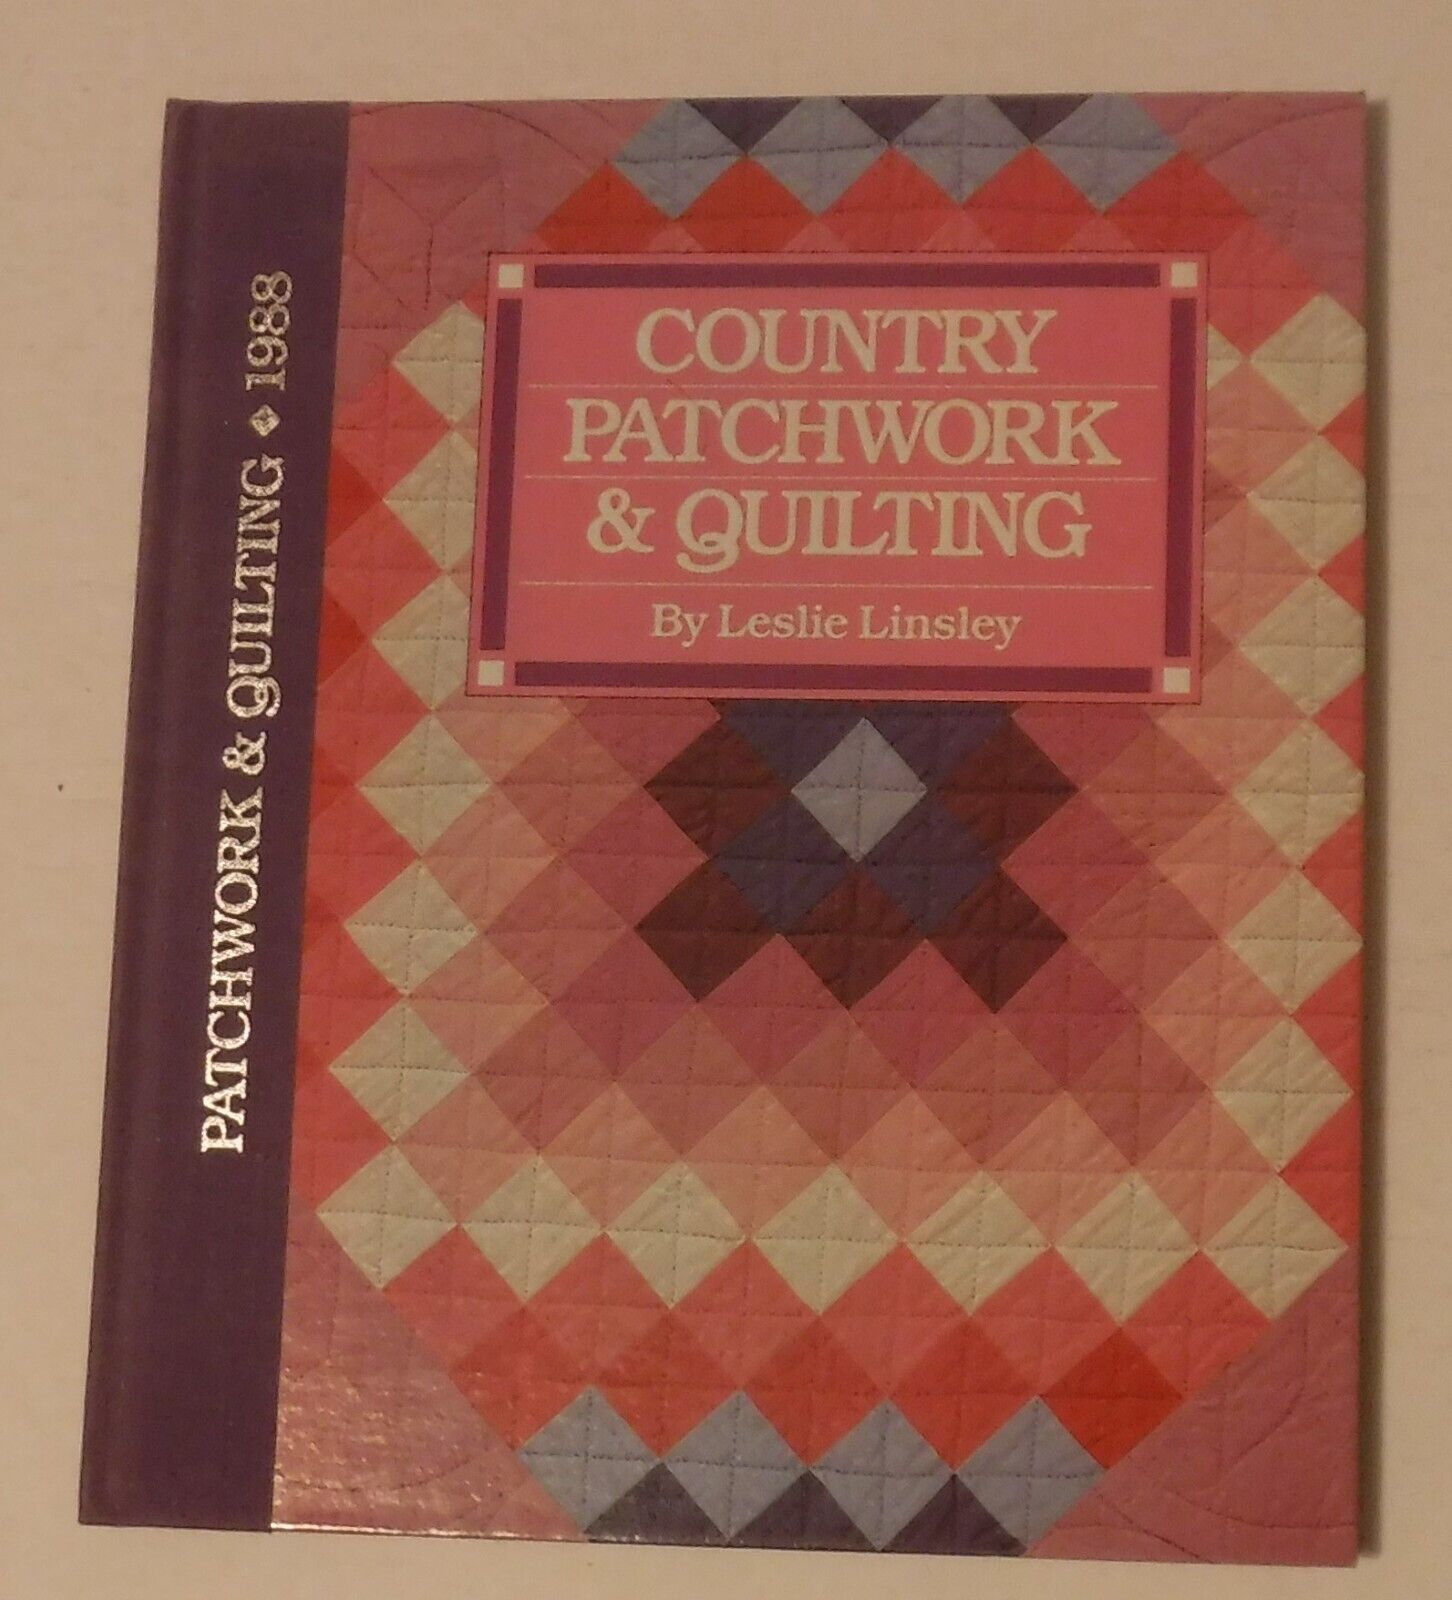 PATCHWORK & QUILTING ◆ 1988
COUNTRY
PATCHWORK
& QUILTING
By Leslie Linsley